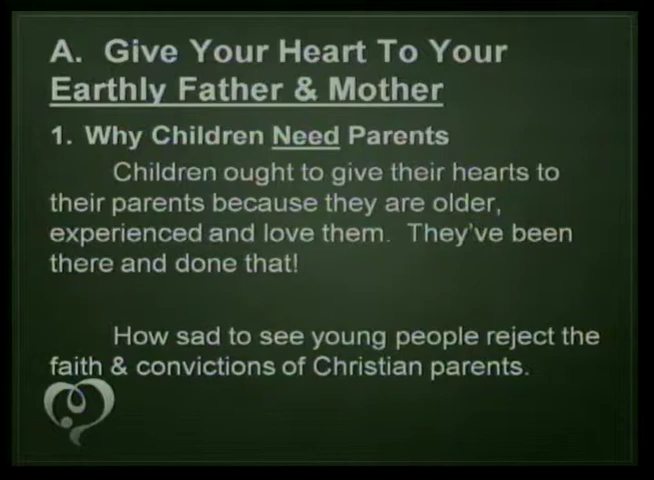 A. Give Your Heart To Your
Earthly Father & Mother
1. Why Children Need Parents
Children ought to give their hearts to
their parents because they are older,
experienced and love them. They've been
there and done that!
How sad to see young people reject the
faith & convictions of Christian parents.